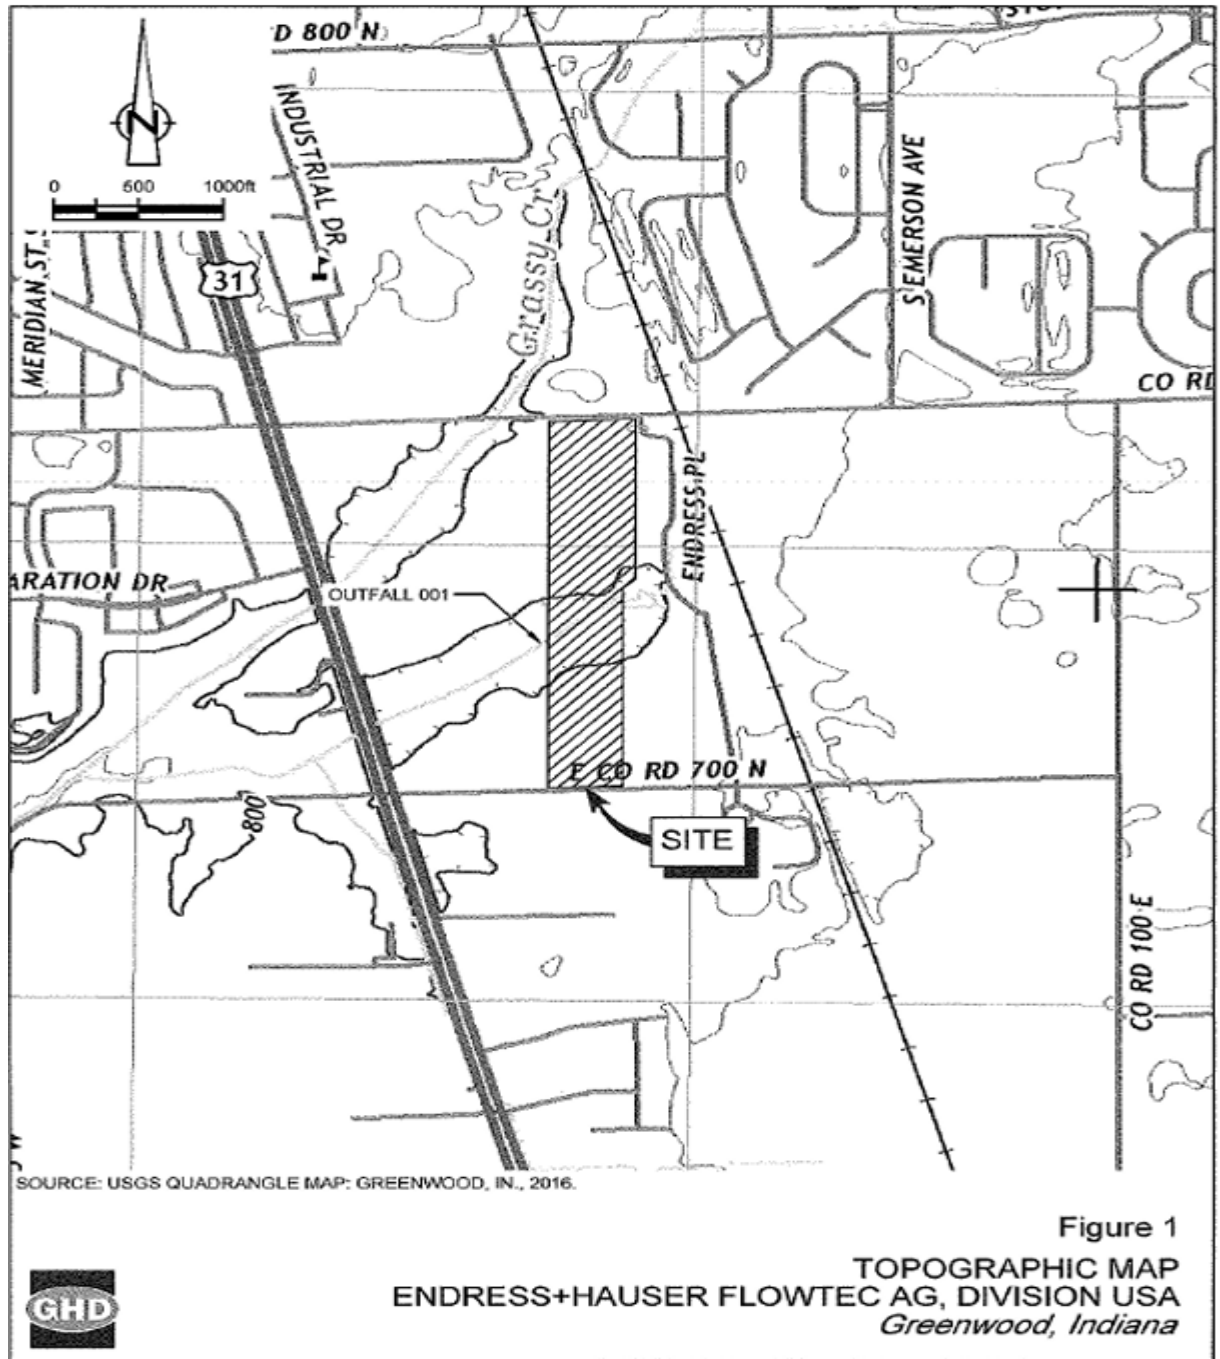 D 800 N
INDUSTRIAL DR
N
0 500 1000ft
Grassy Cr
S EMERSON AVE
31
MERIDIAN ST
CO RD
ENDRESS PL
ARATION DR
OUTFALL 001
E CO RD 700 N
800
SITE
CO RD 100 E
SOURCE: USGS QUADRANGLE MAP: GREENWOOD, IN., 2016.
Figure 1
TOPOGRAPHIC MAP
ENDRESS+HAUSER FLOWTEC AG, DIVISION USA
Greenwood, Indiana
GHD